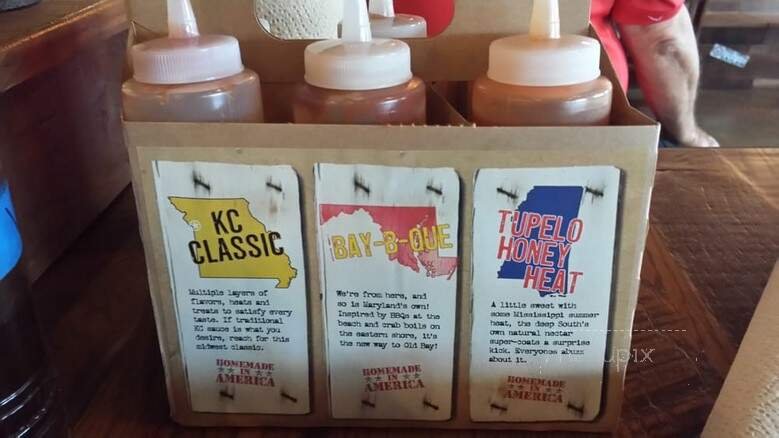 KC
CLASSIC
Multiple layers of
flavors, heats and
treats to satisfy every
taste. If traditional
KC sauce is what you
desire, reach for this
midwest classic.
HOMEMADE
IN
AMERICA
BAY-B-QUE
We're from here, and
so is Maryland's own!
Inspired by BBQs at the
beach and crab boils on
the eastern shore, it's
the new way to Old Bay!
HOMEMADE
IN
AMERICA
TUPELO
HONEY
HEAT
A little sweet with
some Mississippi summer
heat, the deep South's
own natural nectar
super-coats a surprise
kick. Everyones abuzz
about it.
HOMEMADE
IN
AMERICA